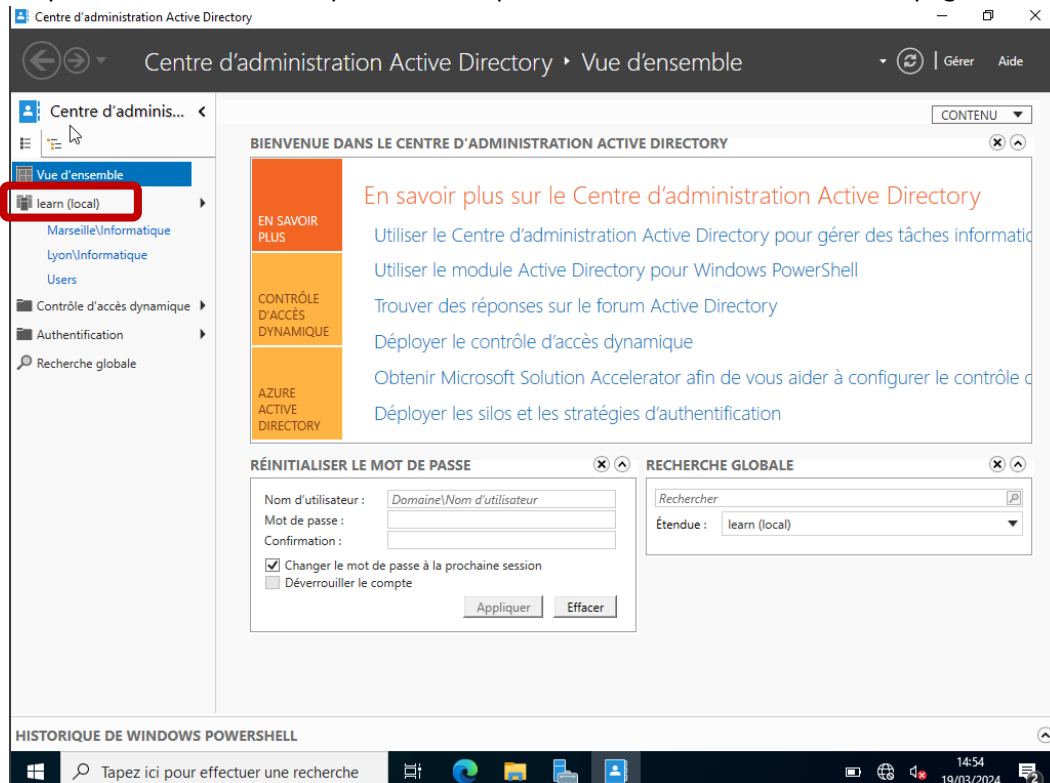 Centre d'administration Active Directory
Centre d'administration Active Directory • Vue d'ensemble
Gérer Aide
Centre d'adminis...
CONTENU
Vue d'ensemble
learn (local)
Marseille\Informatique
Lyon\Informatique
Users
Contrôle d'accès dynamique
Authentification
Recherche globale
BIENVENUE DANS LE CENTRE D'ADMINISTRATION ACTIVE DIRECTORY
EN SAVOIR
PLUS
CONTRÔLE
D'ACCÈS
DYNAMIQUE
AZURE
ACTIVE
DIRECTORY
En savoir plus sur le Centre d'administration Active Directory
Utiliser le Centre d'administration Active Directory pour gérer des tâches informatic
Utiliser le module Active Directory pour Windows PowerShell
Trouver des réponses sur le forum Active Directory
Déployer le contrôle d'accès dynamique
Obtenir Microsoft Solution Accelerator afin de vous aider à configurer le contrôle
Déployer les silos et les stratégies d'authentification
RÉINITIALISER LE MOT DE PASSE
Nom d'utilisateur : Domaine\Nom d'utilisateur
Mot de passe :
Confirmation :
Changer le mot de passe à la prochaine session
Déverrouiller le compte
Appliquer Effacer
RECHERCHE GLOBALE
Rechercher
Étendue : learn (local)
HISTORIQUE DE WINDOWS POWERSHELL
Tapez ici pour effectuer une recherche
14:54
19/03/2024
2